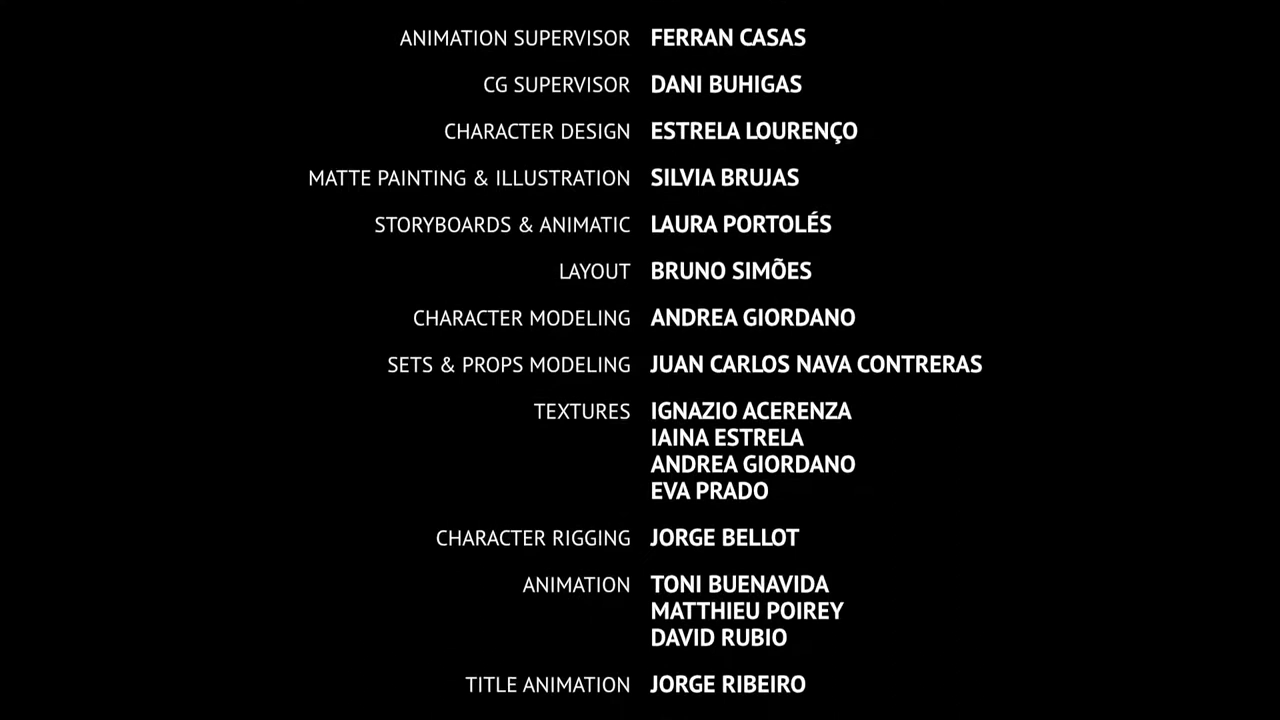 ANIMATION SUPERVISOR FERRAN CASAS
CG SUPERVISOR DANI BUHIGAS
CHARACTER DESIGN ESTRELA LOURENÇO
MATTE PAINTING & ILLUSTRATION SILVIA BRUJAS
STORYBOARDS & ANIMATIC LAURA PORTOLÉS
LAYOUT BRUNO SIMÕES
CHARACTER MODELING ANDREA GIORDANO
SETS & PROPS MODELING JUAN CARLOS NAVA CONTRERAS
TEXTURES IGNAZIO ACERENZA
IAINA ESTRELA
ANDREA GIORDANO
EVA PRADO
CHARACTER RIGGING JORGE BELLOT
ANIMATION TONI BUENAVIDA
MATTHIEU POIREY
DAVID RUBIO
TITLE ANIMATION JORGE RIBEIRO